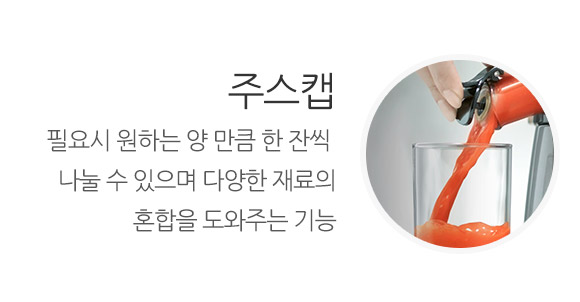 주스캡
필요시 원하는 양 만큼 한 잔씩
나눌 수 있으며 다양한 재료의
혼합을 도와주는 기능